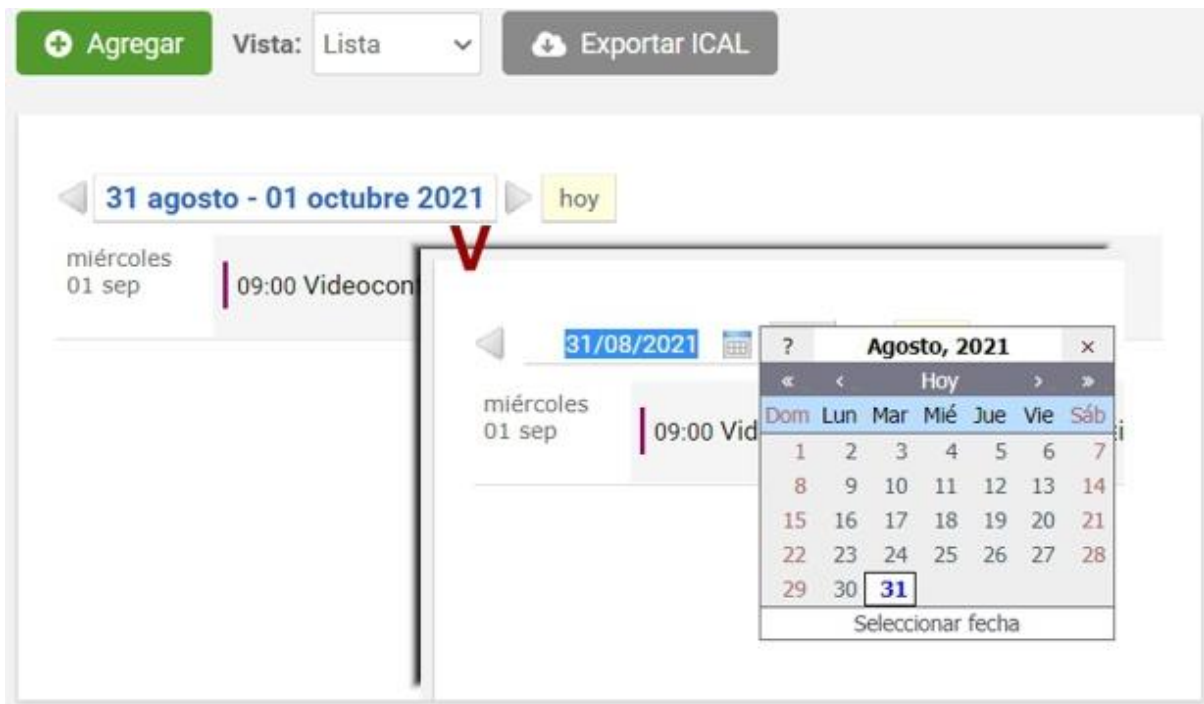 Agregar Vista: Lista Exportar ICAL
31 agosto - 01 octubre 2021 hoy
V
miércoles
01 sep
09:00 Videocon
31/08/2021
miércoles
01 sep
09:00 Vid
? Agosto, 2021 ×
« ‹ Hoy › »
Dom Lun Mar Mié Jue Vie Sáb
1 2 3 4 5 6 7
8 9 10 11 12 13 14
15 16 17 18 19 20 21
22 23 24 25 26 27 28
29 30 31
Seleccionar fecha